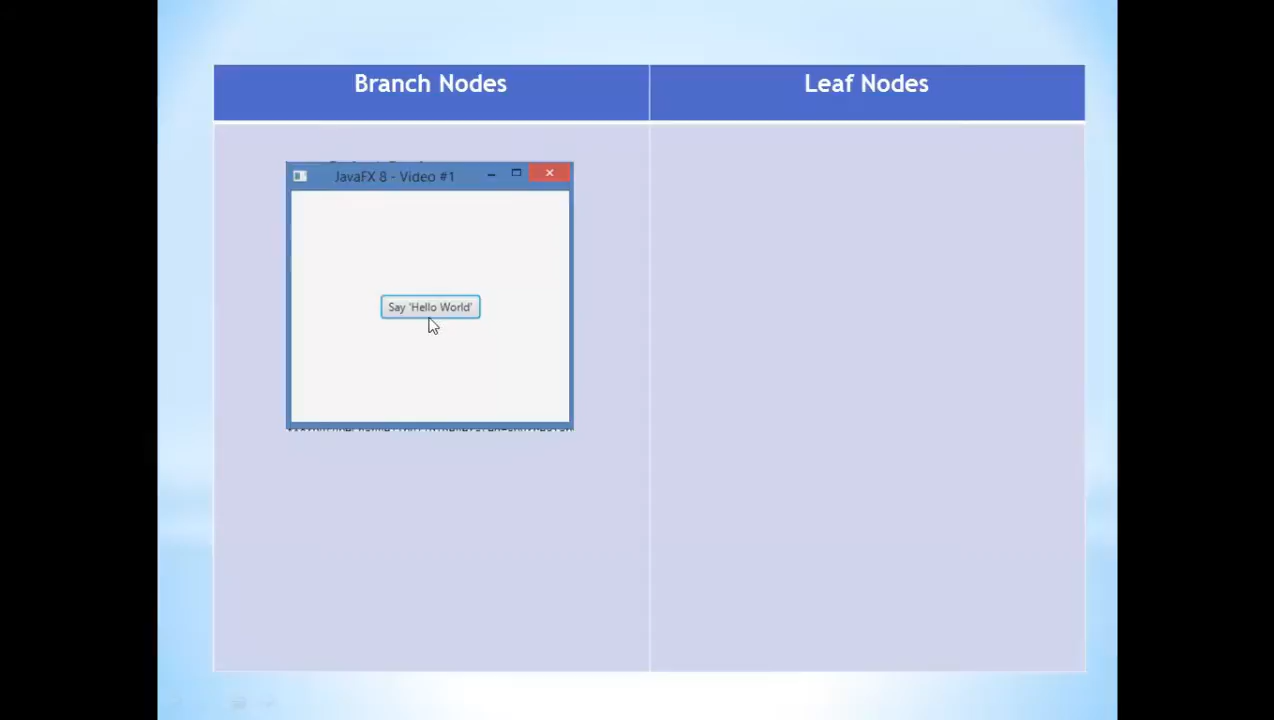 Branch Nodes
Leaf Nodes
JavaFX 8 - Video #1
Say 'Hello World'